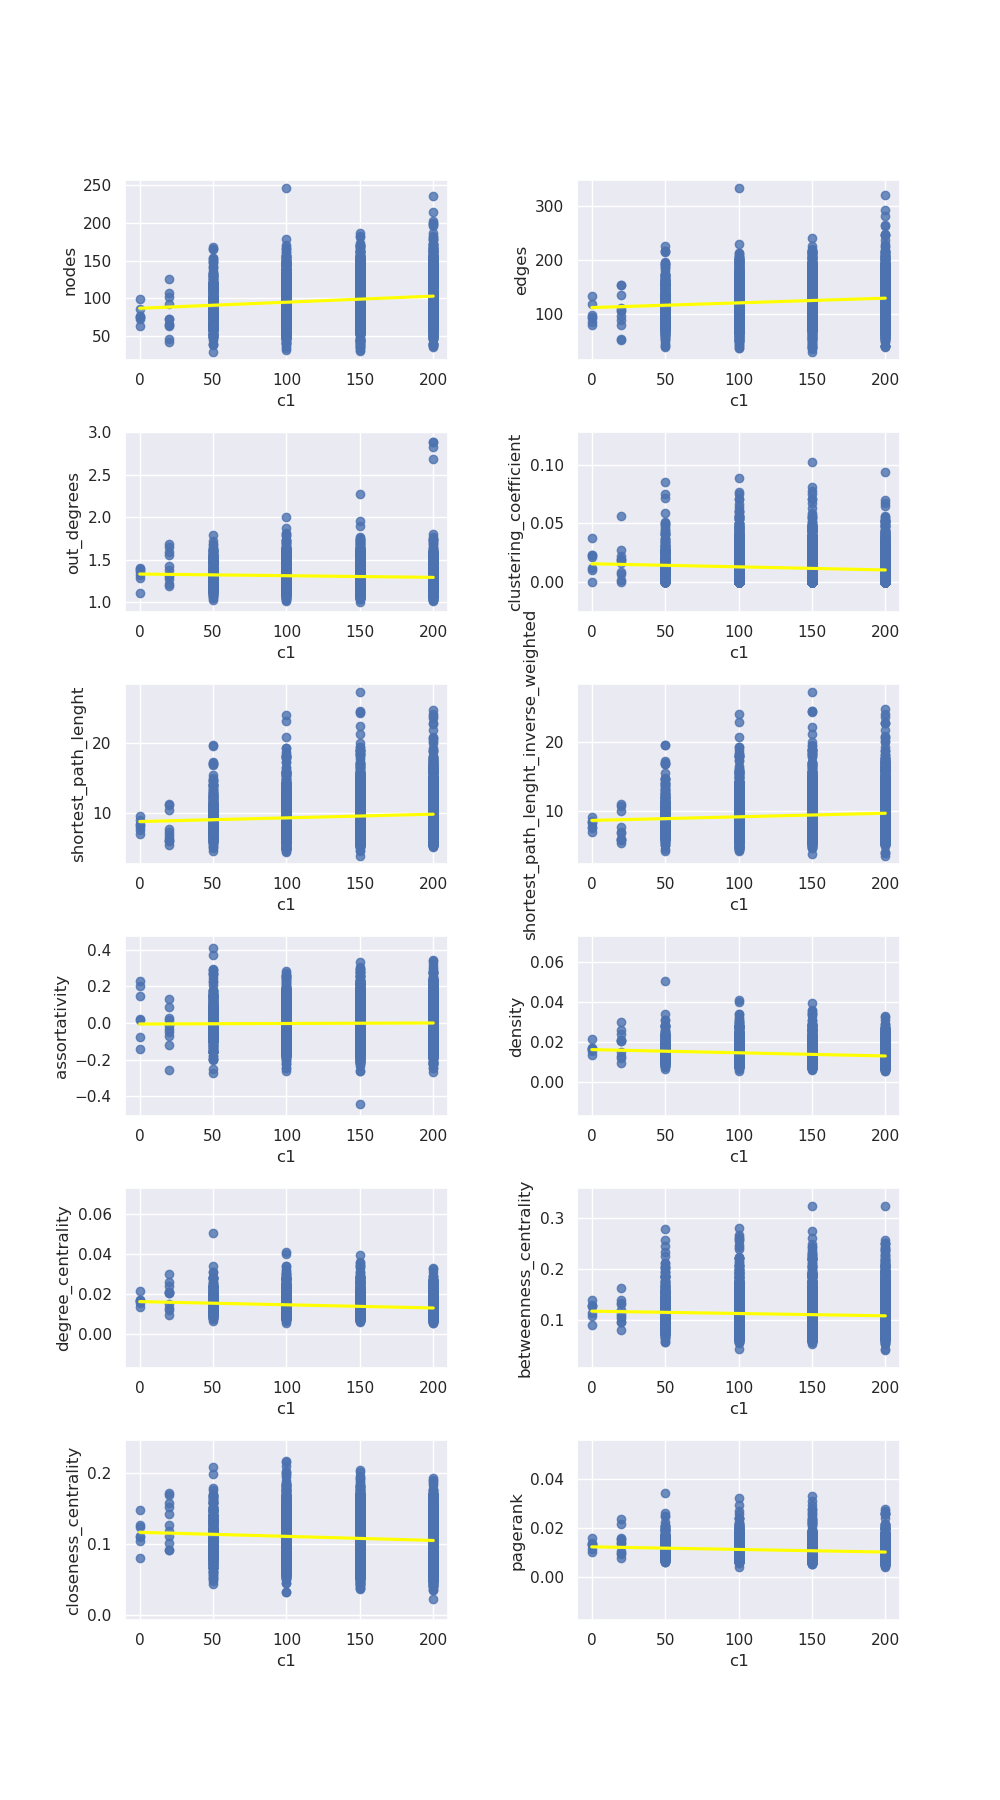 nodes
250
200
150
100
50
0 50 100 150 200
c1
edges
300
200
100
0 50 100 150 200
c1
out_degrees
3.0
2.5
2.0
1.5
1.0
0 50 100 150 200
c1
clustering_coefficient
0.10
0.05
0.00
0 50 100 150 200
c1
shortest_path_lenght
20
10
0 50 100 150 200
c1
shortest_path_lenght_inverse_weighted
20
10
0 50 100 150 200
c1
assortativity
0.4
0.2
0.0
−0.2
−0.4
0 50 100 150 200
c1
density
0.06
0.04
0.02
0.00
0 50 100 150 200
c1
degree_centrality
0.06
0.04
0.02
0.00
0 50 100 150 200
c1
betweenness_centrality
0.3
0.2
0.1
0 50 100 150 200
c1
closeness_centrality
0.2
0.1
0.0
0 50 100 150 200
c1
pagerank
0.04
0.02
0.00
0 50 100 150 200
c1